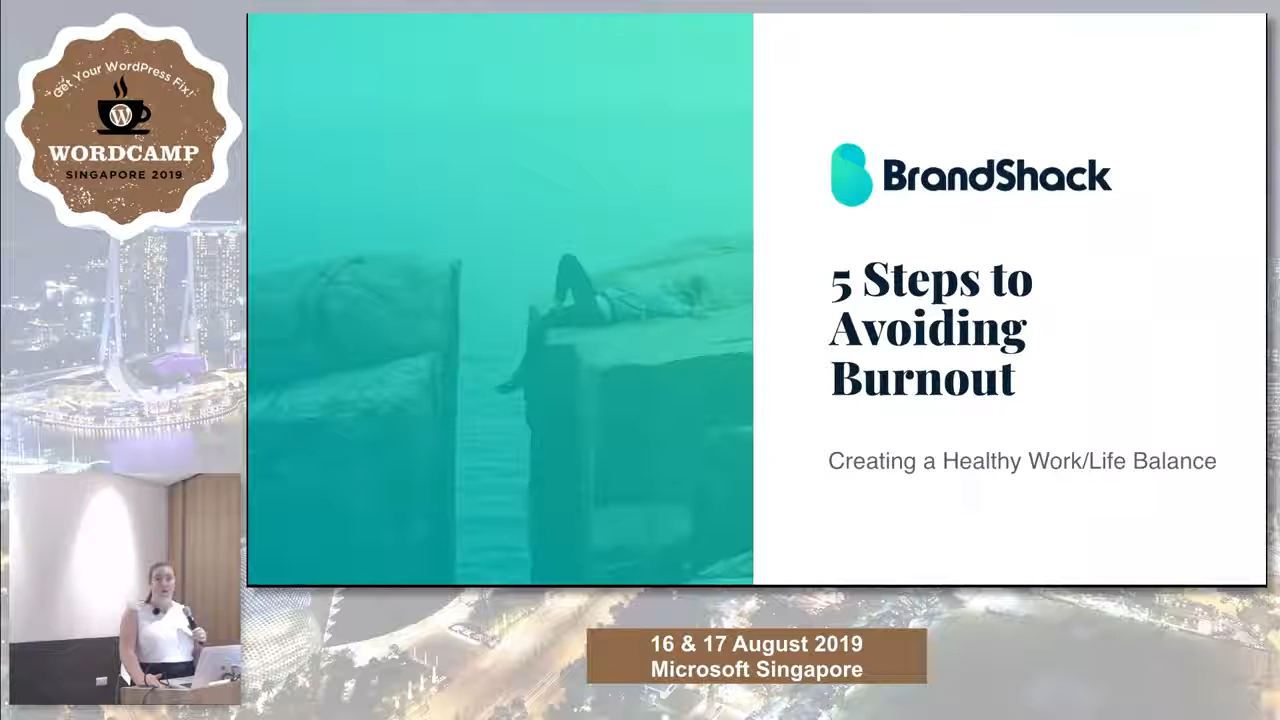 Get Your WordPress Fix!
WORDCAMP
SINGAPORE 2019
BrandShack
5 Steps to
Avoiding
Burnout
Creating a Healthy Work/Life Balance
16 & 17 August 2019
Microsoft Singapore